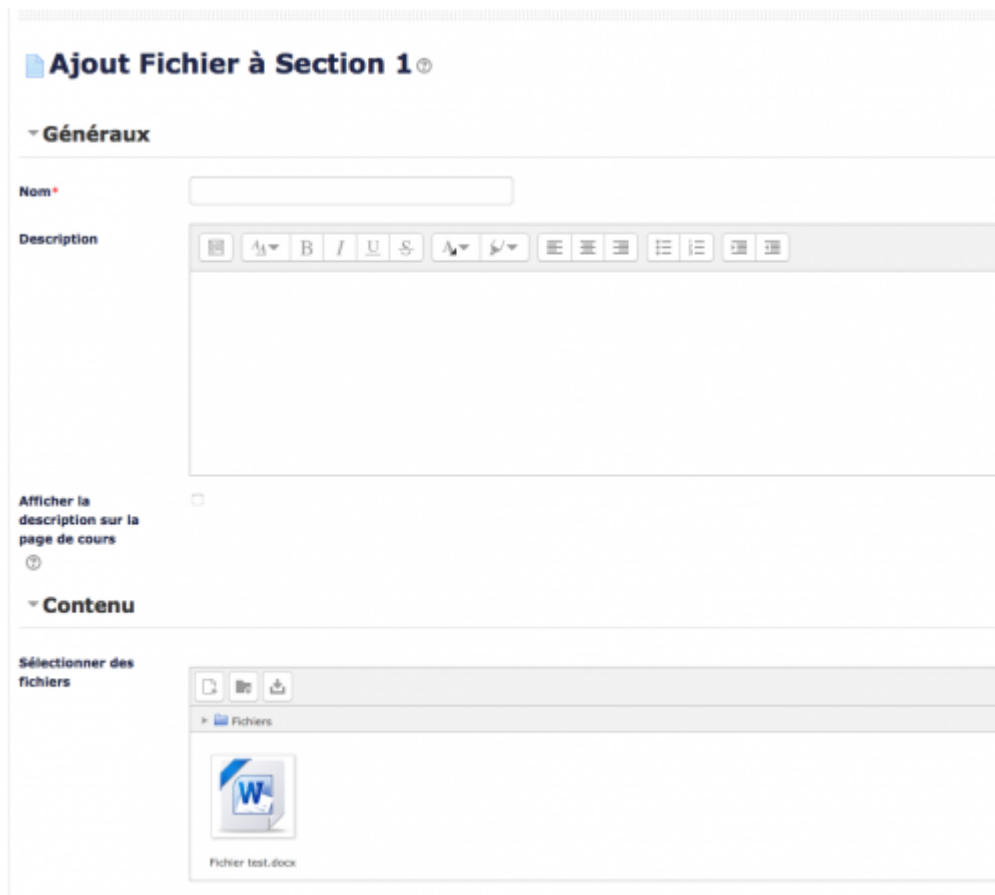 Ajout Fichier à Section 1
Généraux
Nom*
Description
B I U S
Afficher la
description sur la
page de cours
Contenu
Sélectionner des
fichiers
Fichiers
W
Fichier test.docx